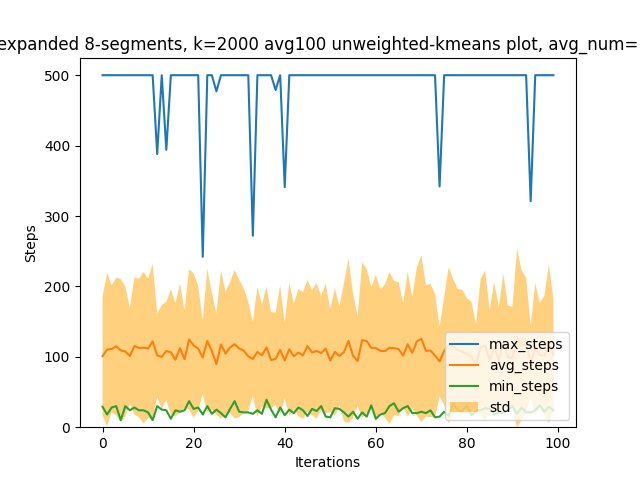 expanded 8-segments, k=2000 avg100 unweighted-kmeans plot, avg_num=
500
400
300
200
100
0
Steps
0 20 40 60 80 100
Iterations
max_steps
avg_steps
min_steps
std